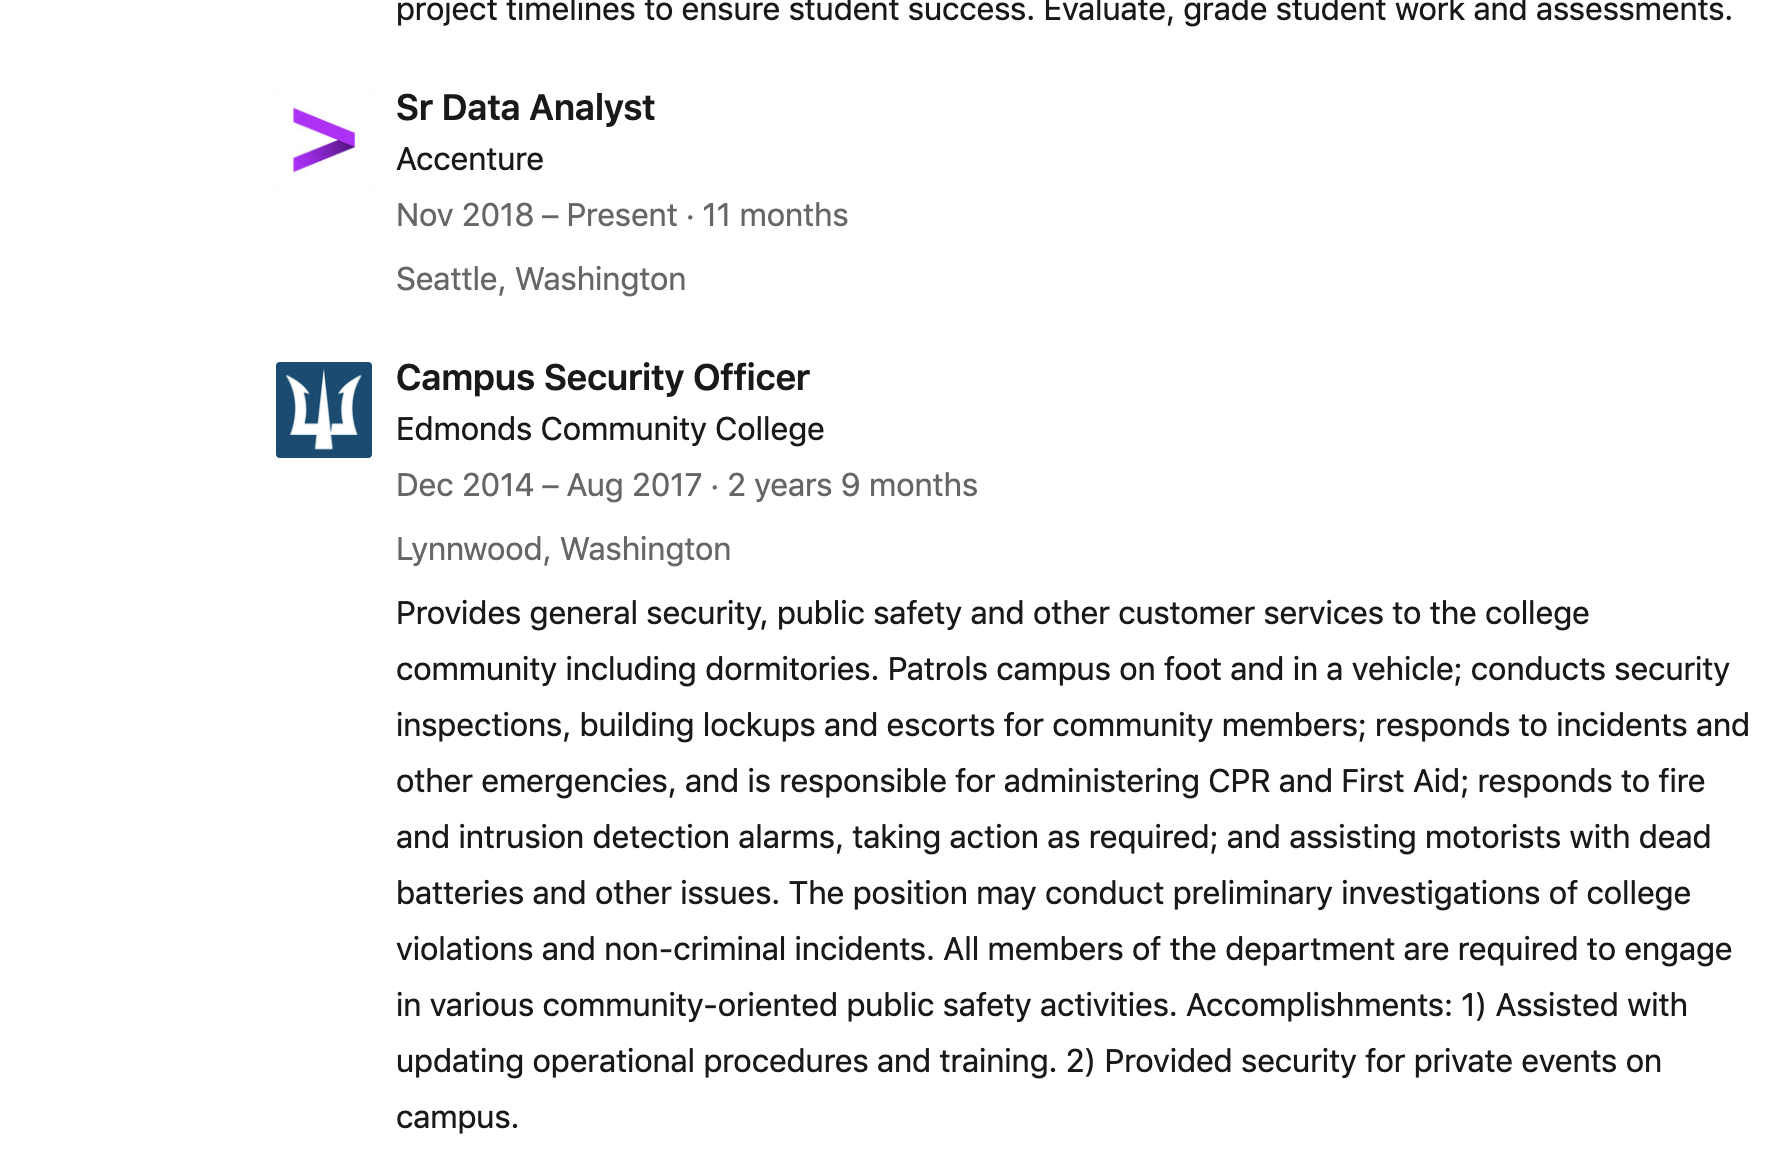 project timelines to ensure student success. Evaluate, grade student work and assessments.
Sr Data Analyst
Accenture
Nov 2018 – Present · 11 months
Seattle, Washington
Campus Security Officer
Edmonds Community College
Dec 2014 – Aug 2017 · 2 years 9 months
Lynnwood, Washington
Provides general security, public safety and other customer services to the college
community including dormitories. Patrols campus on foot and in a vehicle; conducts security
inspections, building lockups and escorts for community members; responds to incidents and
other emergencies, and is responsible for administering CPR and First Aid; responds to fire
and intrusion detection alarms, taking action as required; and assisting motorists with dead
batteries and other issues. The position may conduct preliminary investigations of college
violations and non-criminal incidents. All members of the department are required to engage
in various community-oriented public safety activities. Accomplishments: 1) Assisted with
updating operational procedures and training. 2) Provided security for private events on
campus.